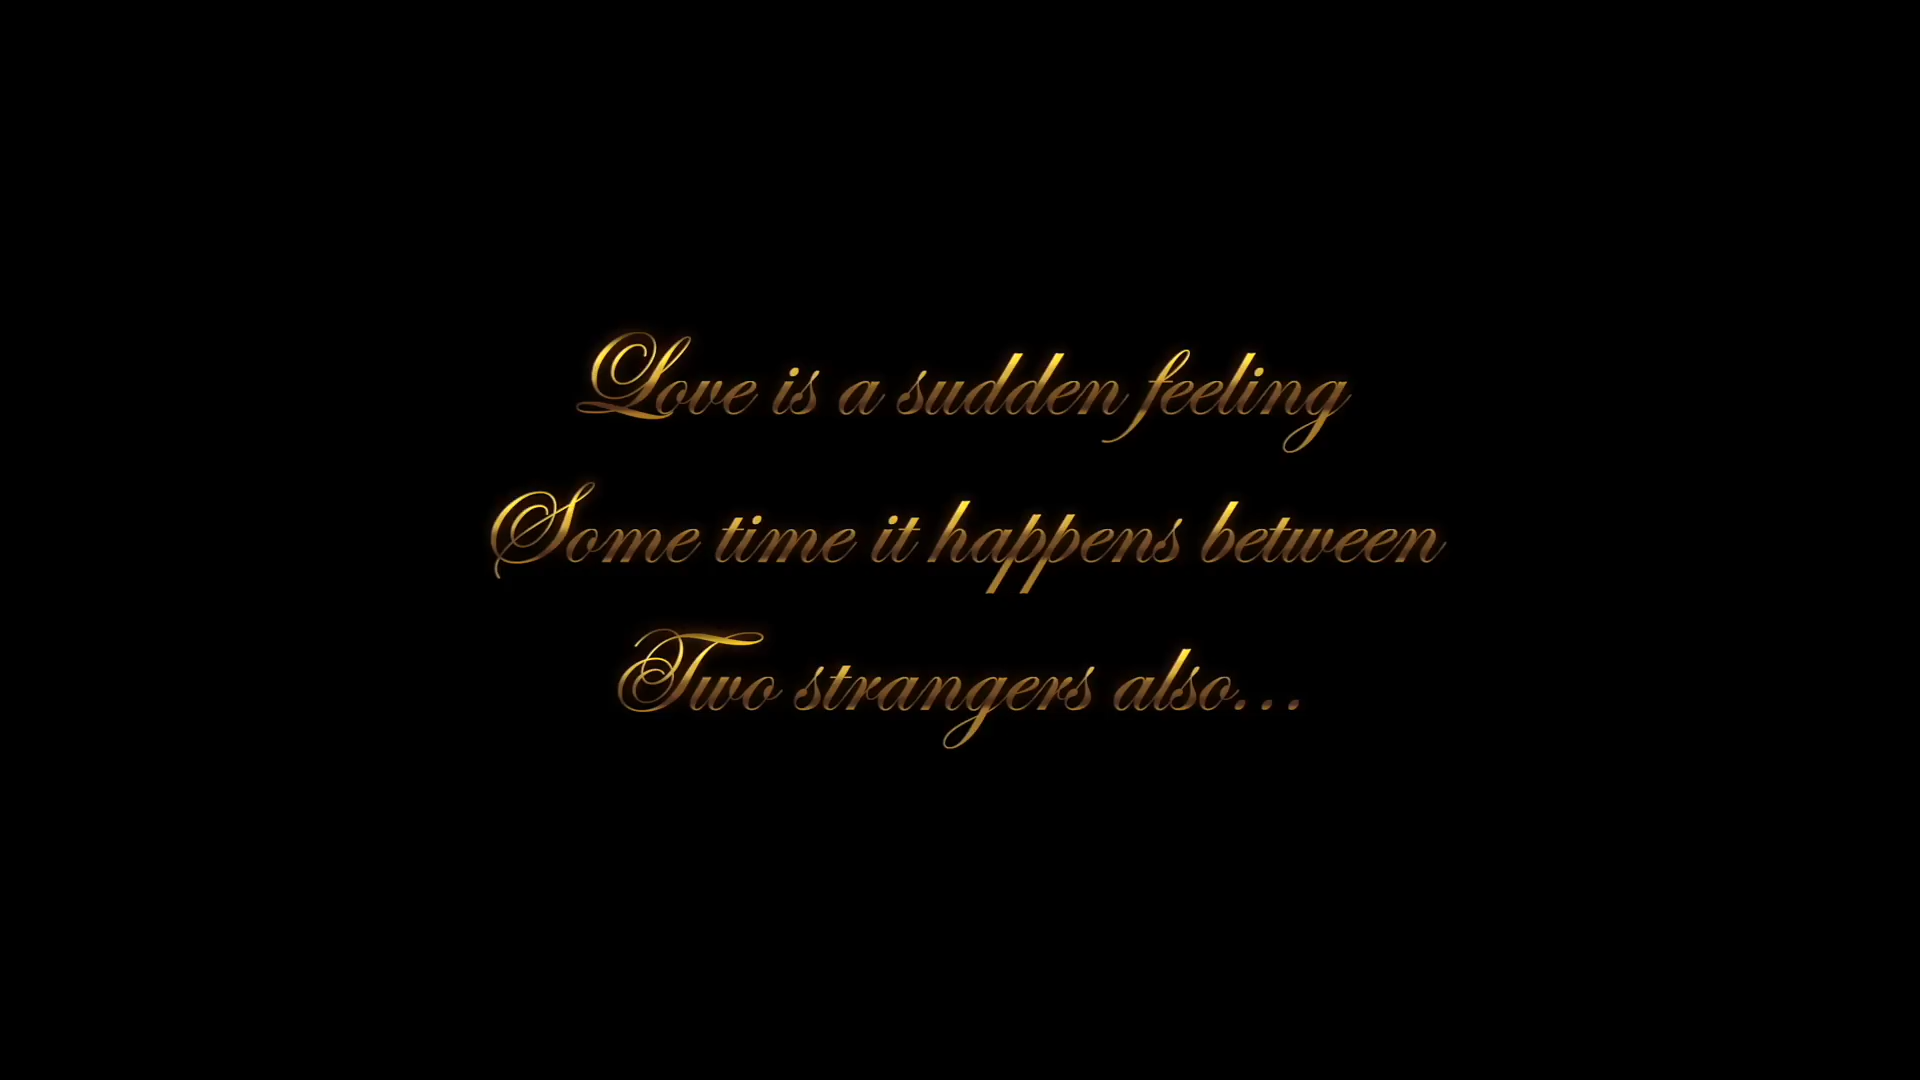 Love is a sudden feeling
Some time it happens between
Two strangers also...